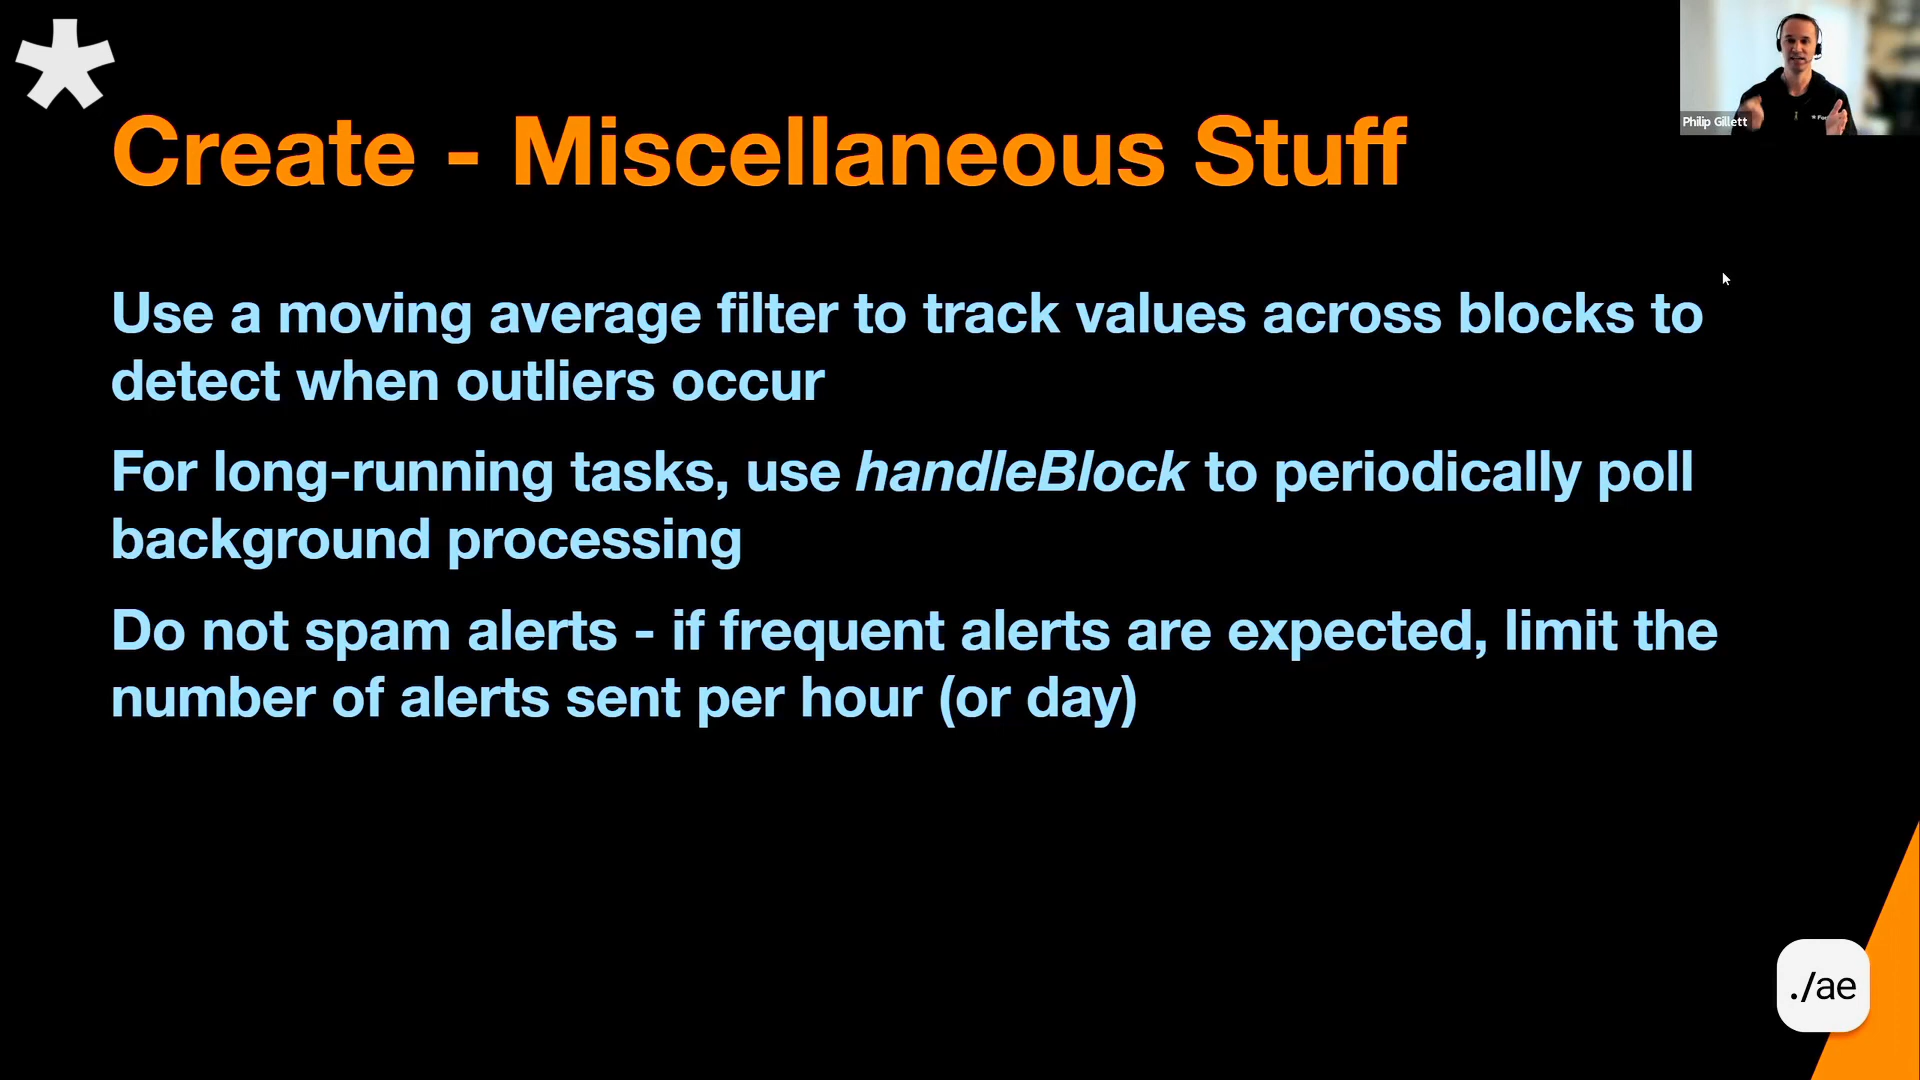 Create - Miscellaneous Stuff
Philip Gillett
Use a moving average filter to track values across blocks to
detect when outliers occur
For long-running tasks, use handleBlock to periodically poll
background processing
Do not spam alerts - if frequent alerts are expected, limit the
number of alerts sent per hour (or day)
./ae